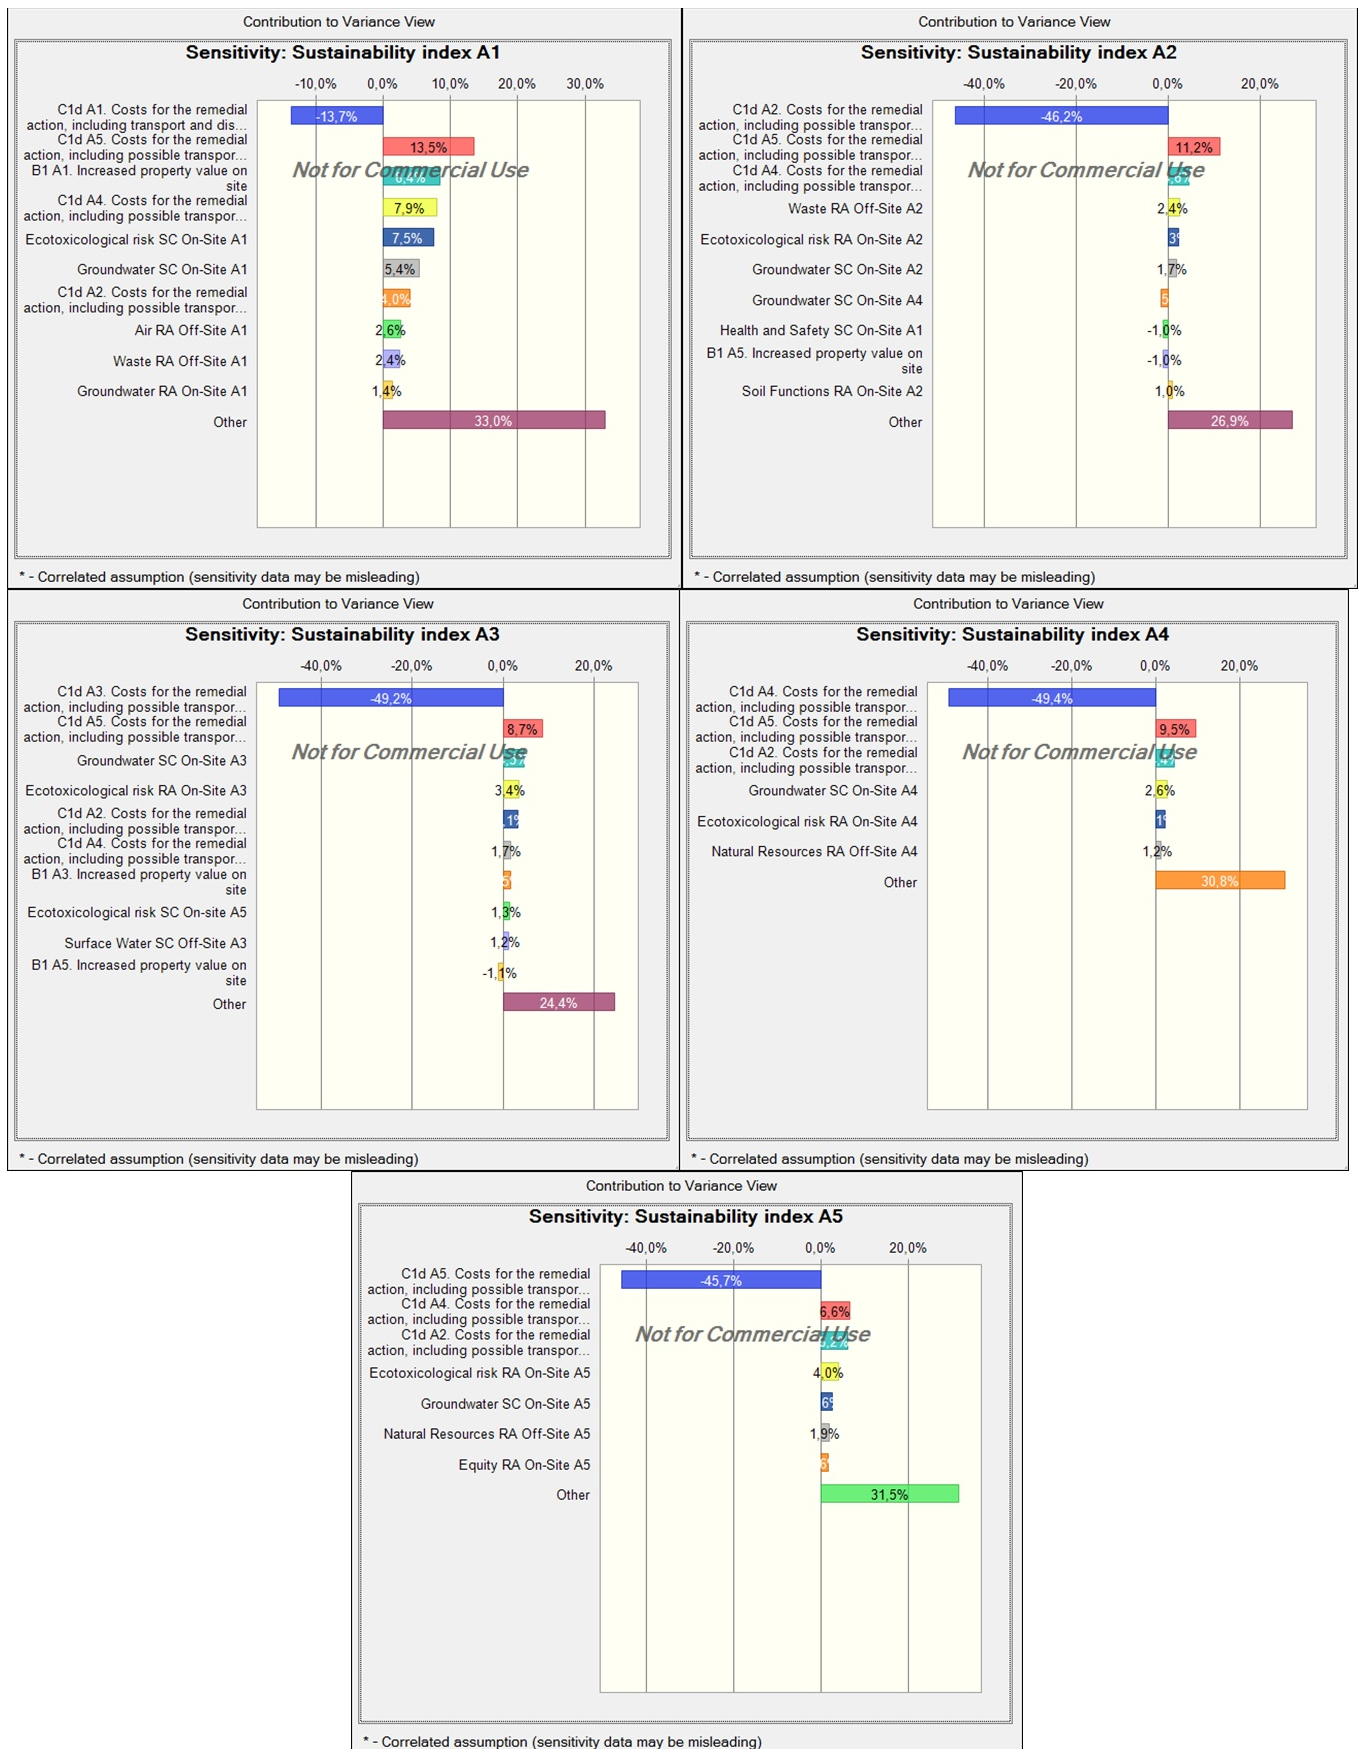 Contribution to Variance View
Sensitivity: Sustainability index A1
-10,0% 0,0% 10,0% 20,0% 30,0%
C1d A1. Costs for the remedial
action, including transport and dis...
-13,7%
C1d A5. Costs for the remedial
action, including possible transpor...
13,5%
B1 A1. Increased property value on
site
Not for Commercial Use
C1d A4. Costs for the remedial
action, including possible transpor...
7,9%
Ecotoxicological risk SC On-Site A1
7,5%
Groundwater SC On-Site A1
5,4%
C1d A2. Costs for the remedial
action, including possible transpor...
Air RA Off-Site A1
2,6%
Waste RA Off-Site A1
2,4%
Groundwater RA On-Site A1
1,4%
Other
33,0%
* - Correlated assumption (sensitivity data may be misleading)
Contribution to Variance View
Sensitivity: Sustainability index A2
-40,0% -20,0% 0,0% 20,0%
C1d A2. Costs for the remedial
action, including possible transpor...
-46,2%
C1d A5. Costs for the remedial
action, including possible transpor...
11,2%
C1d A4. Costs for the remedial
action, including possible transpor...
Not for Commercial Use
Waste RA Off-Site A2
2,4%
Ecotoxicological risk RA On-Site A2
Groundwater SC On-Site A2
1,7%
Groundwater SC On-Site A4
Health and Safety SC On-Site A1
-1,0%
B1 A5. Increased property value on
site
-1,0%
Soil Functions RA On-Site A2
1,0%
Other
26,9%
* - Correlated assumption (sensitivity data may be misleading)
Contribution to Variance View
Sensitivity: Sustainability index A3
-40,0% -20,0% 0,0% 20,0%
C1d A3. Costs for the remedial
action, including possible transpor...
-49,2%
C1d A5. Costs for the remedial
action, including possible transpor...
8,7%
Groundwater SC On-Site A3
Not for Commercial Use
Ecotoxicological risk RA On-Site A3
3,4%
C1d A2. Costs for the remedial
action, including possible transpor...
C1d A4. Costs for the remedial
action, including possible transpor...
1,7%
B1 A3. Increased property value on
site
Ecotoxicological risk SC On-site A5
1,3%
Surface Water SC Off-Site A3
1,2%
B1 A5. Increased property value on
site
-1,1%
Other
24,4%
* - Correlated assumption (sensitivity data may be misleading)
Contribution to Variance View
Sensitivity: Sustainability index A4
-40,0% -20,0% 0,0% 20,0%
C1d A4. Costs for the remedial
action, including possible transpor...
-49,4%
C1d A5. Costs for the remedial
action, including possible transpor...
9,5%
C1d A2. Costs for the remedial
action, including possible transpor...
Not for Commercial Use
Groundwater SC On-Site A4
2,6%
Ecotoxicological risk RA On-Site A4
Natural Resources RA Off-Site A4
1,2%
Other
30,8%
* - Correlated assumption (sensitivity data may be misleading)
Contribution to Variance View
Sensitivity: Sustainability index A5
-40,0% -20,0% 0,0% 20,0%
C1d A5. Costs for the remedial
action, including possible transpor...
-45,7%
C1d A4. Costs for the remedial
action, including possible transpor...
6,6%
C1d A2. Costs for the remedial
action, including possible transpor...
Not for Commercial Use
Ecotoxicological risk RA On-Site A5
4,0%
Groundwater SC On-Site A5
Natural Resources RA Off-Site A5
1,9%
Equity RA On-Site A5
Other
31,5%
* - Correlated assumption (sensitivity data may be misleading)